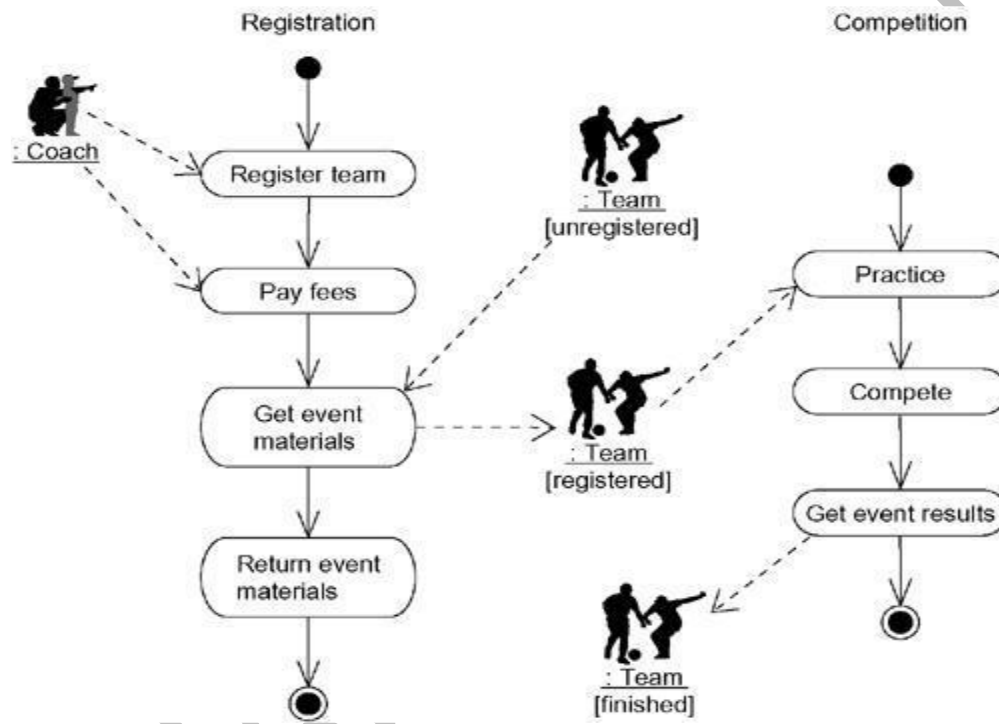 Registration
Competition
: Coach
Register team
: Team
[unregistered]
Pay fees
Practice
Get event
materials
: Team
[registered]
Compete
Get event results
Return event
materials
: Team
[finished]